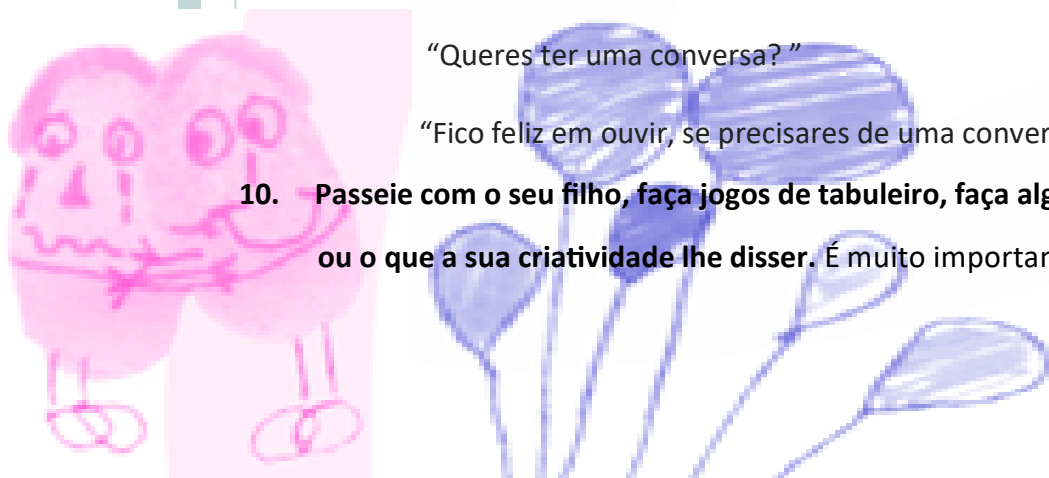 “Queres ter uma conversa? ”
“Fico feliz em ouvir, se precisares de uma conver
10. Passeie com o seu filho, faça jogos de tabuleiro, faça alg
ou o que a sua criatividade lhe disser. É muito importan